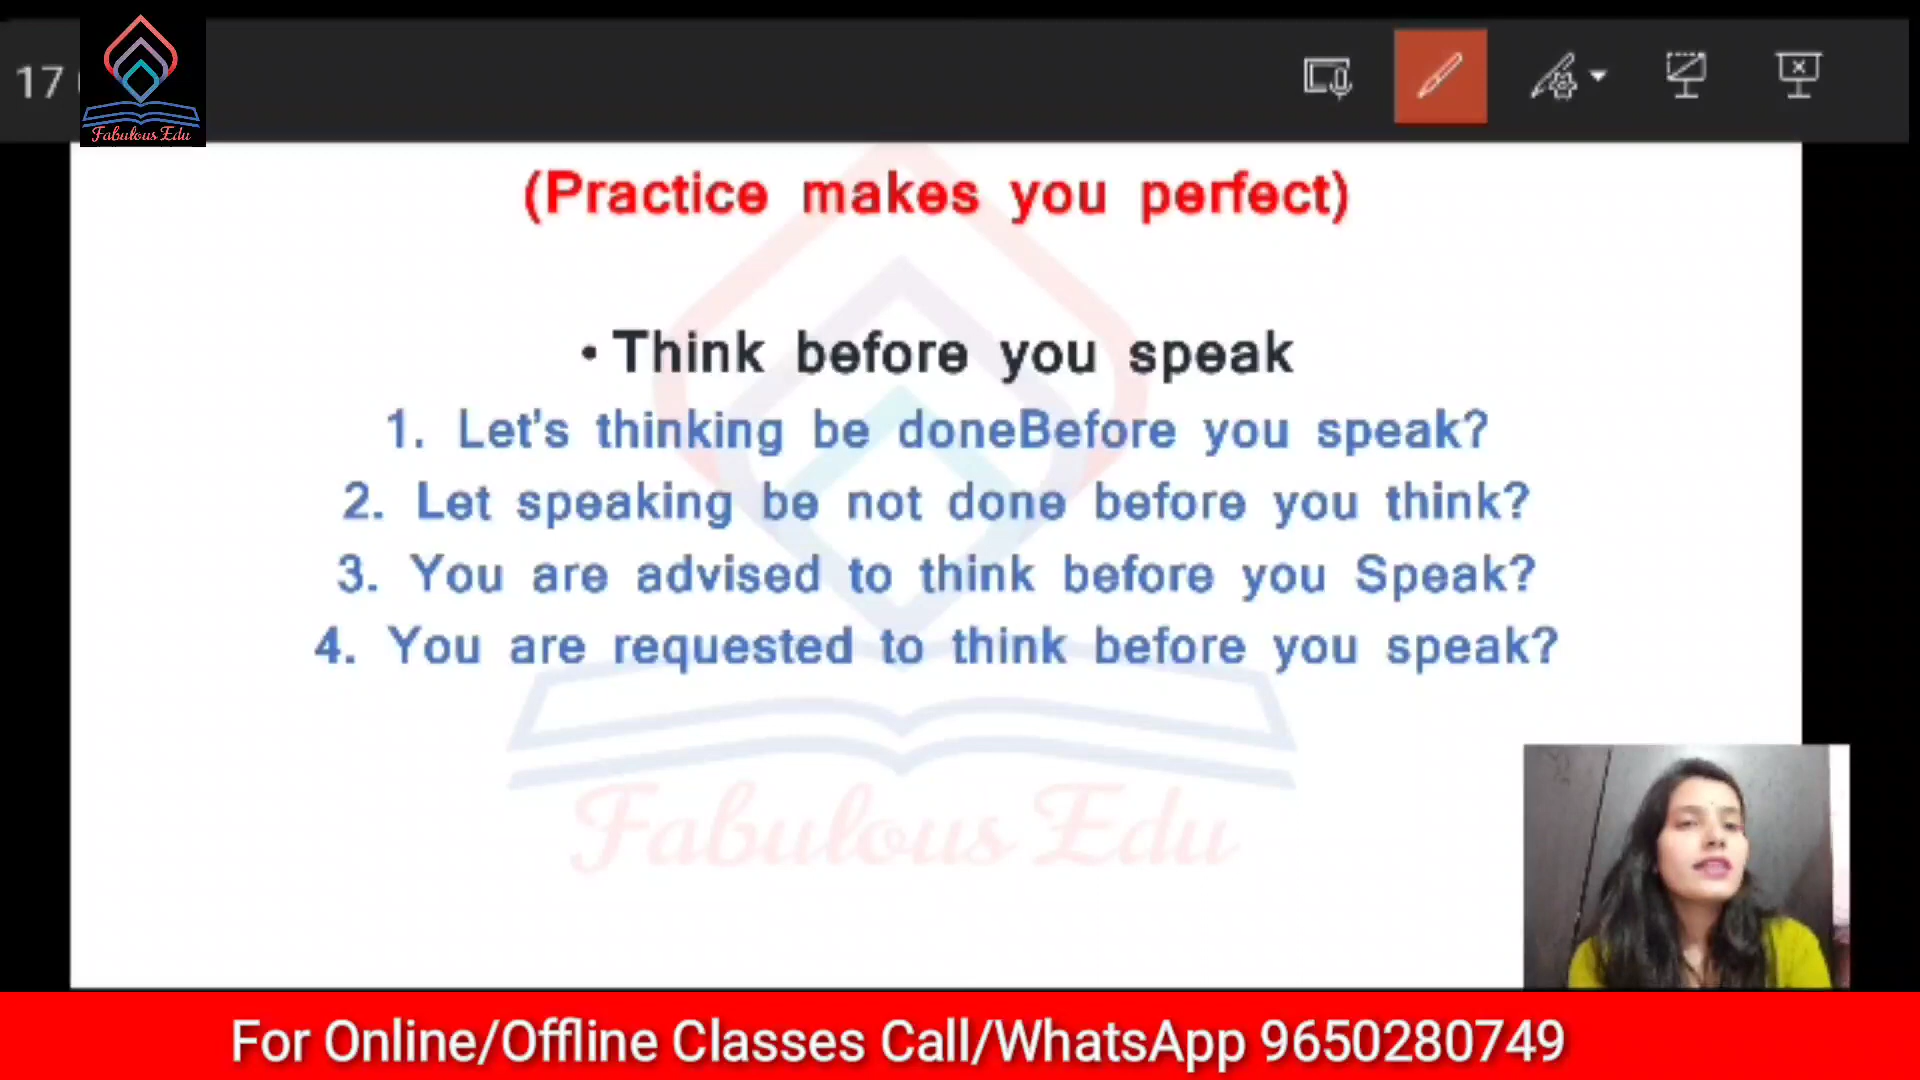 17
Fabulous Edu
(Practice makes you perfect)
• Think before you speak
1. Let's thinking be doneBefore you speak?
2. Let speaking be not done before you think?
3. You are advised to think before you Speak?
4. You are requested to think before you speak?
Fabulous Edu
For Online/Offline Classes Call/WhatsApp 9650280749